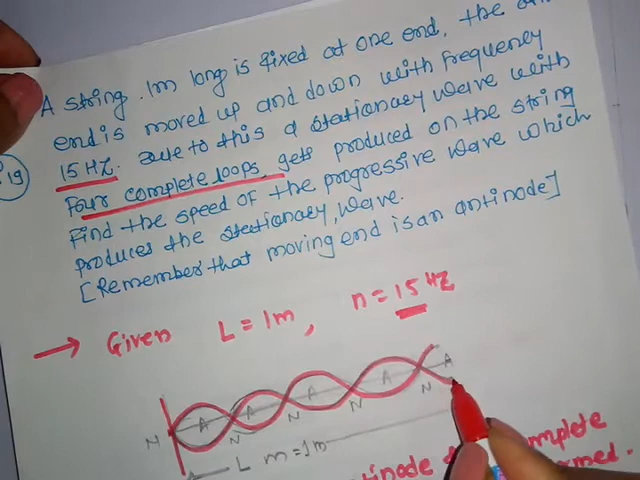 A string 1m long is fixed at one end. the
end is moved up and down with frequency
15 HZ. due to this a stationary wave with
19
Four complete loops, gets produced on the string
Find the speed of the progressive wave which
produces the stationary wave.
[Remember that moving end is an antinode]
→ Given L = 1m, n = 15 HZ
N A N A N A N A N A
L m = 1m